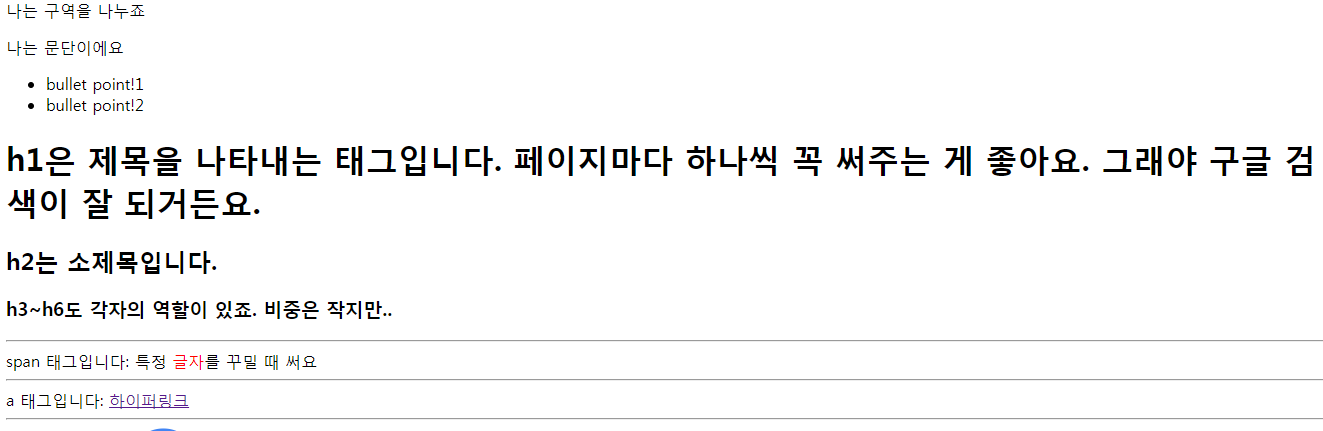 나는 구역을 나누죠
나는 문단이에요
bullet point!1
bullet point!2
h1은 제목을 나타내는 태그입니다. 페이지마다 하나씩 꼭 써주는 게 좋아요. 그래야 구글 검
색이 잘 되거든요.
h2는 소제목입니다.
h3~h6도 각자의 역할이 있죠. 비중은 작지만..
span 태그입니다: 특정 글자를 꾸밀 때 써요
a 태그입니다: 하이퍼링크